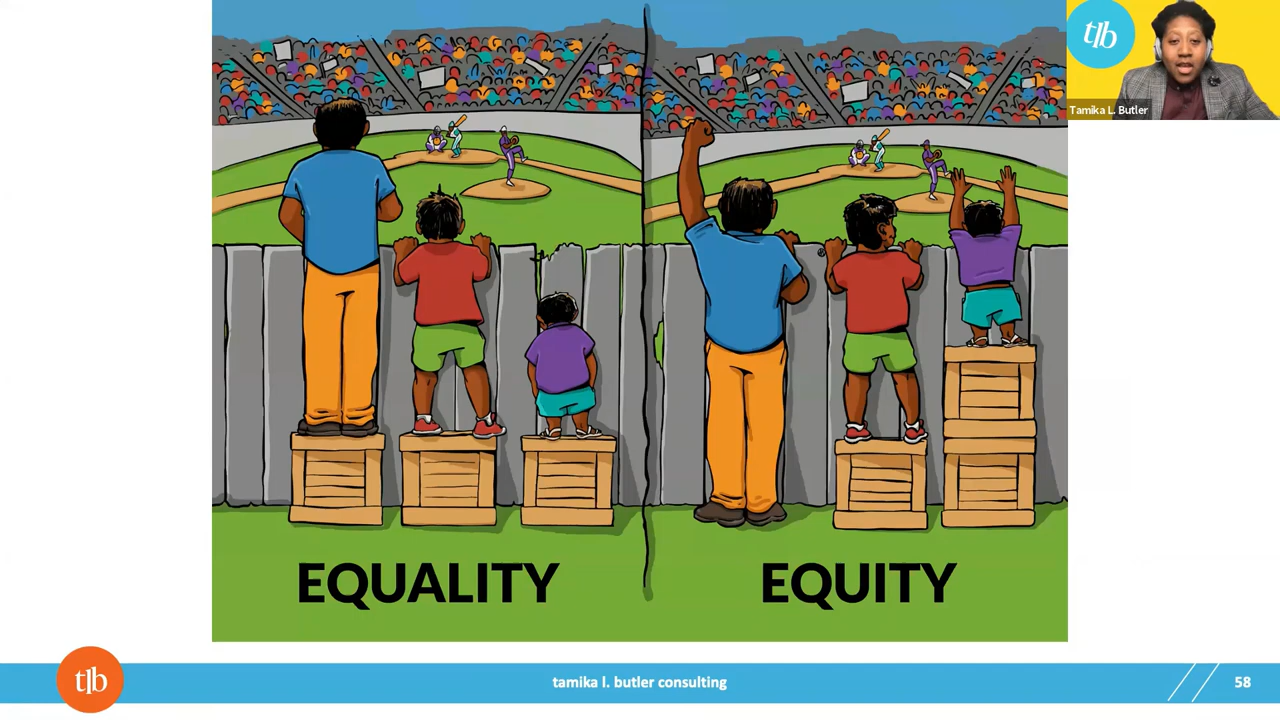 tlb
Tamika L. Butler
EQUALITY
EQUITY
tlb
tamika l. butler consulting
58